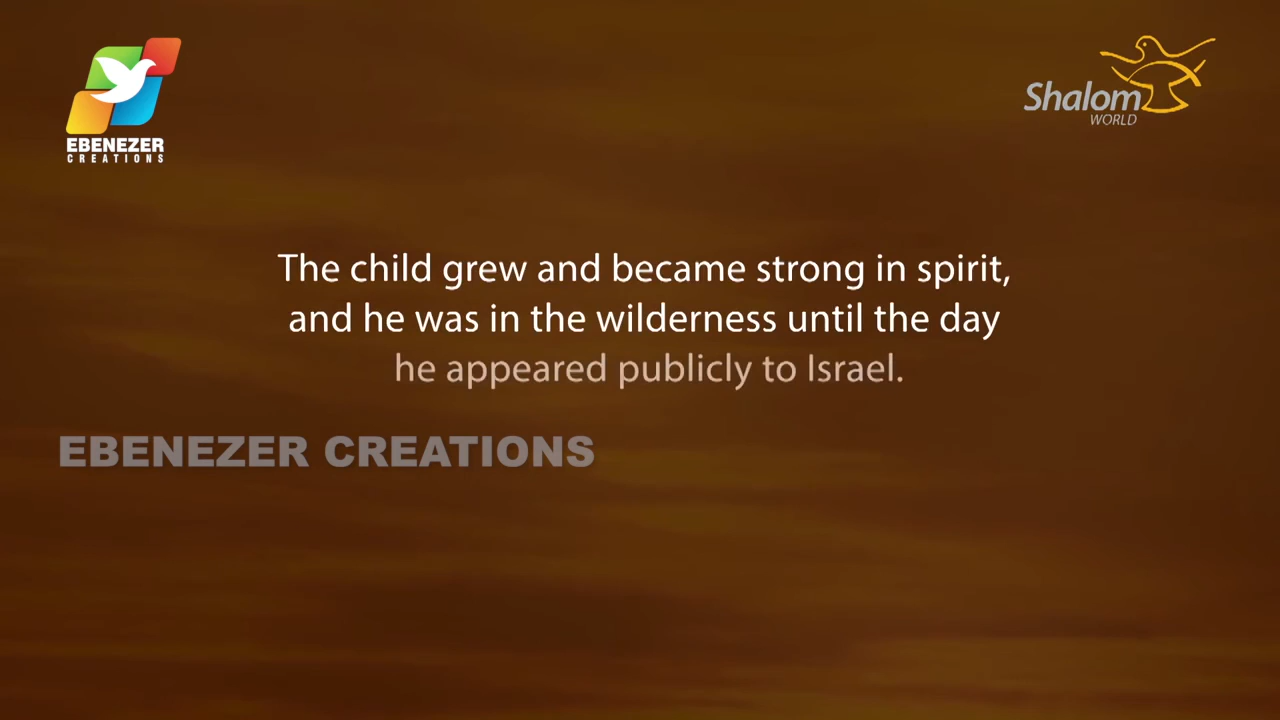 EBENEZER
CREATIONS
Shalom
WORLD
The child grew and became strong in spirit,
and he was in the wilderness until the day
he appeared publicly to Israel.
EBENEZER CREATIONS